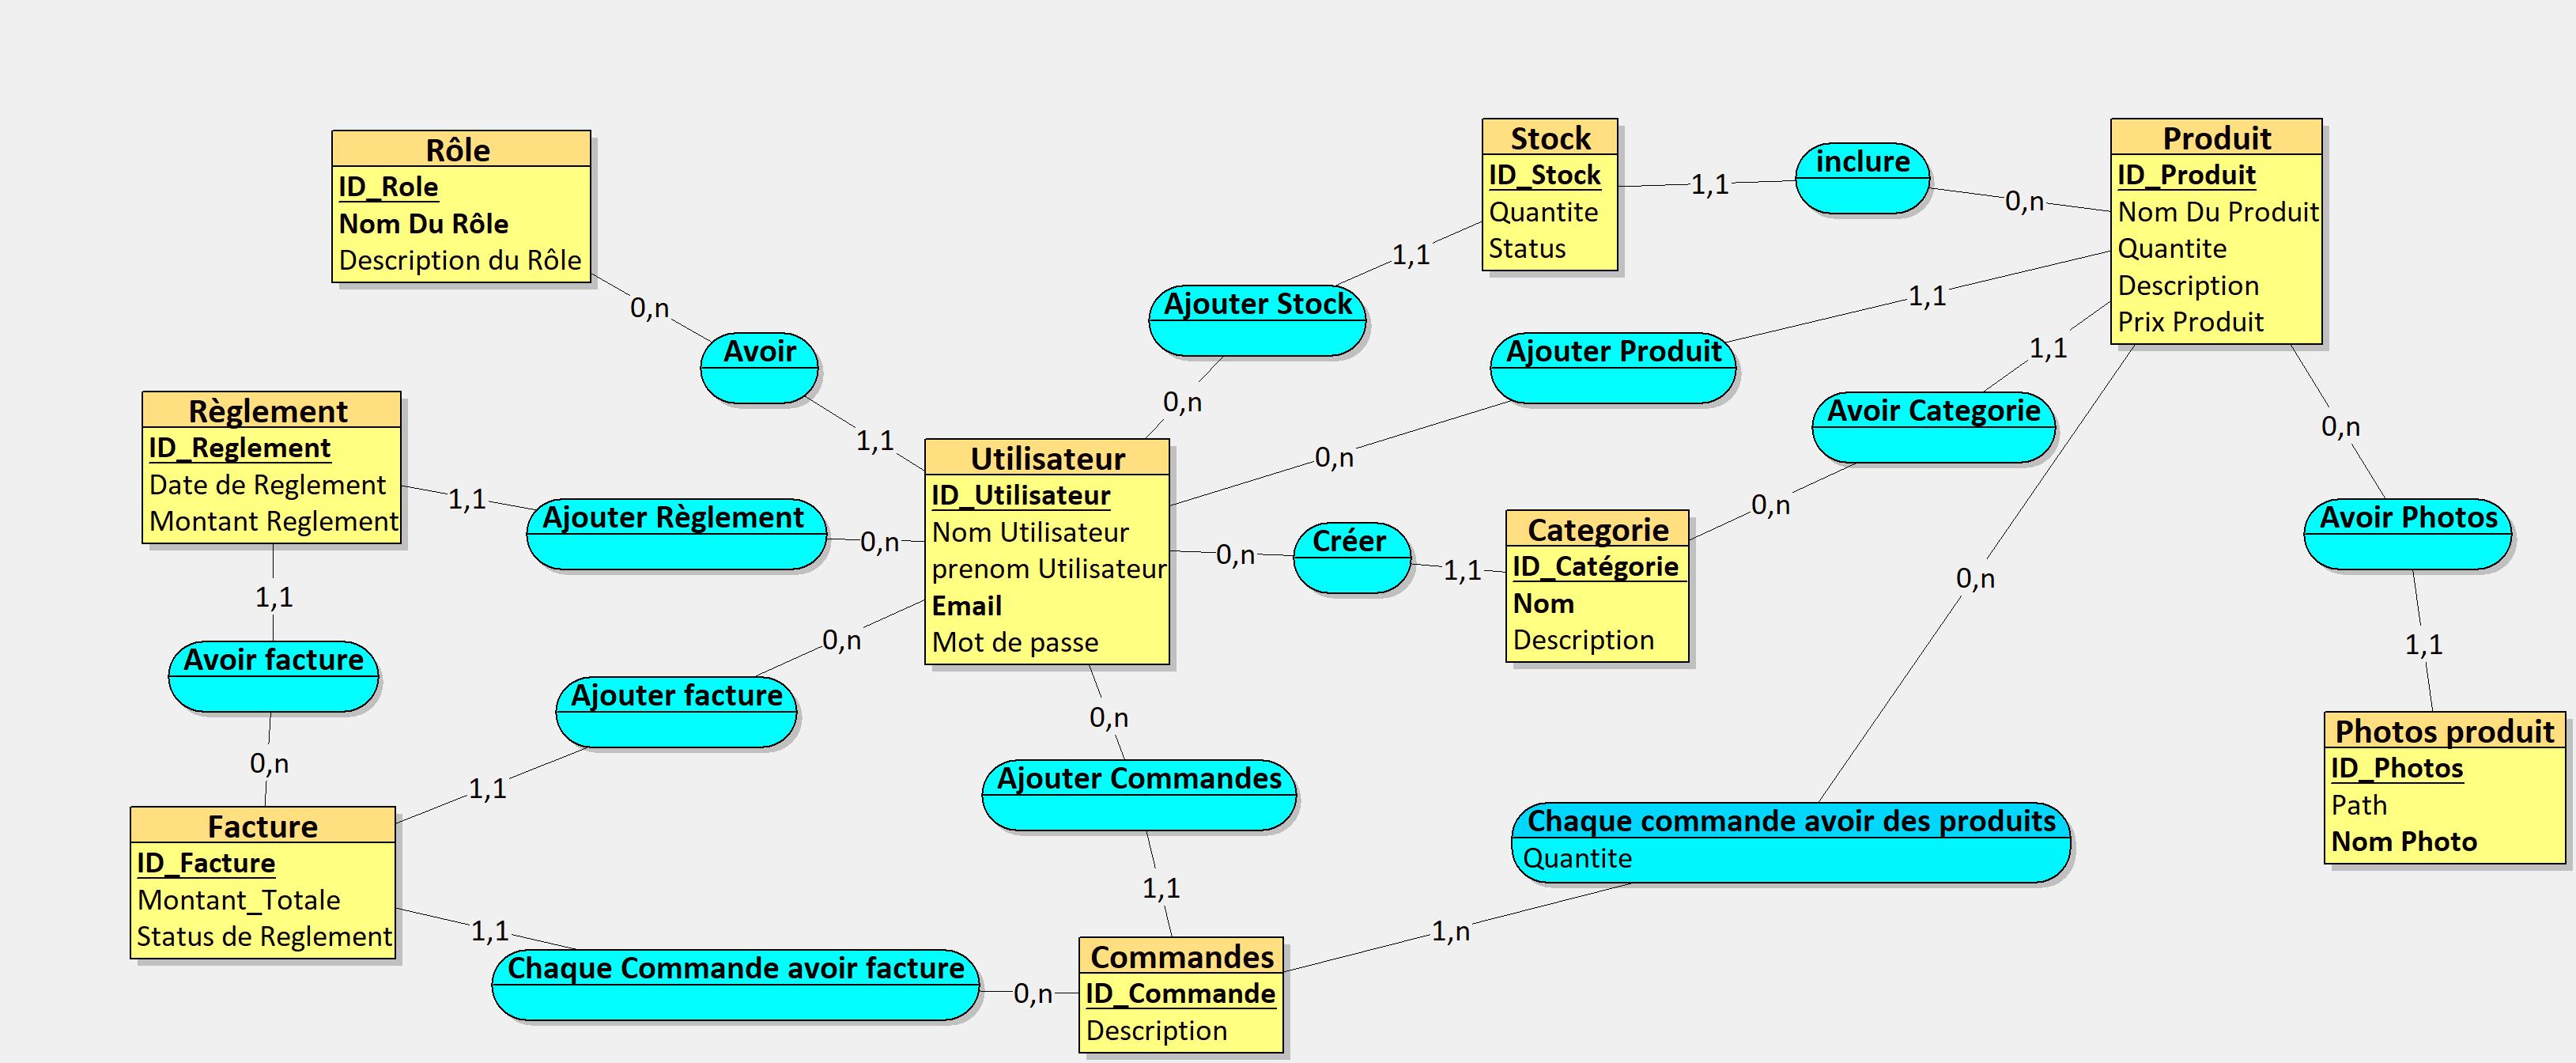 Rôle
ID_Role
Nom Du Rôle
Description du Rôle
0,n
Avoir
1,1
Stock
ID_Stock
Quantite
Status
1,1
inclure
0,n
Produit
ID_Produit
Nom Du Produit
Quantite
Description
Prix Produit
1,1
Ajouter Stock
0,n
1,1
Ajouter Produit
0,n
1,1
Avoir Categorie
0,n
0,n
Avoir Photos
1,1
Règlement
ID_Reglement
Date de Reglement
Montant Reglement
1,1
Ajouter Règlement
0,n
Utilisateur
ID_Utilisateur
Nom Utilisateur
prenom Utilisateur
Email
Mot de passe
0,n
Créer
1,1
Categorie
ID_Catégorie
Nom
Description
0,n
1,1
Avoir facture
0,n
0,n
Ajouter facture
1,1
0,n
Ajouter Commandes
1,1
Photos produit
ID_Photos
Path
Nom Photo
Facture
ID_Facture
Montant_Totale
Status de Reglement
1,1
Chaque Commande avoir facture
0,n
Commandes
ID_Commande
Description
1,n
Chaque commande avoir des produits
Quantite